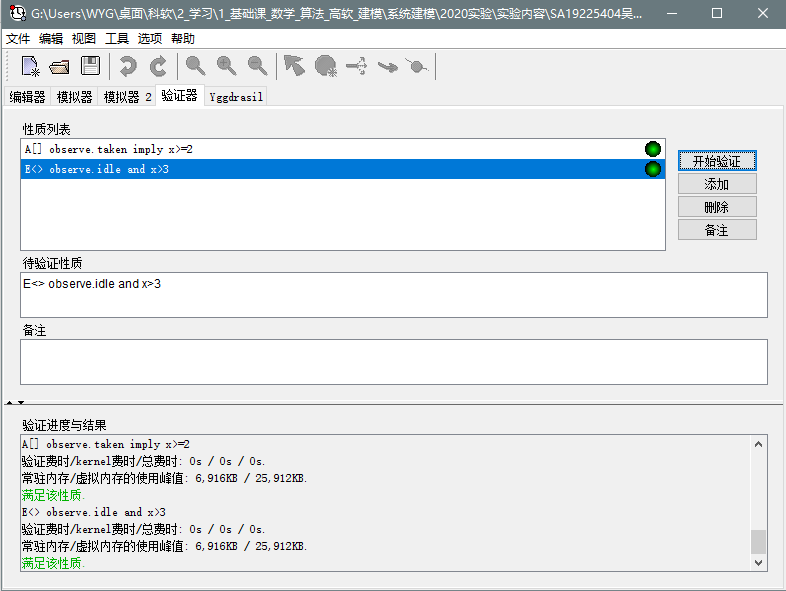 G:\Users\WYG\桌面\科软\2_学习\1_基础课_数学_算法_高软_建模\系统建模\2020实验\实验内容\SA19225404吴...
文件 编辑 视图 工具 选项 帮助
编辑器 模拟器 模拟器 2 验证器 Yggdrasil
性质列表
A[] observe.taken imply x>=2
E<> observe.idle and x>3
开始验证
添加
删除
备注
待验证性质
E<> observe.idle and x>3
备注
验证进度与结果
A[] observe.taken imply x>=2
验证费时/kernel费时/总费时: 0s / 0s / 0s.
常驻内存/虚拟内存的使用峰值: 6,916KB / 25,912KB.
满足该性质.
E<> observe.idle and x>3
验证费时/kernel费时/总费时: 0s / 0s / 0s.
常驻内存/虚拟内存的使用峰值: 6,916KB / 25,912KB.
满足该性质.